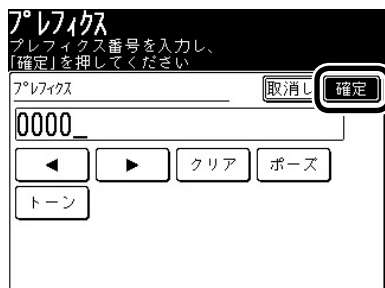 プレフィクス
プレフィクス番号を入力し、
「確定」を押してください
プレフィクス 取消し 確定
0000_
◀ ▶ クリア ポーズ
トーン